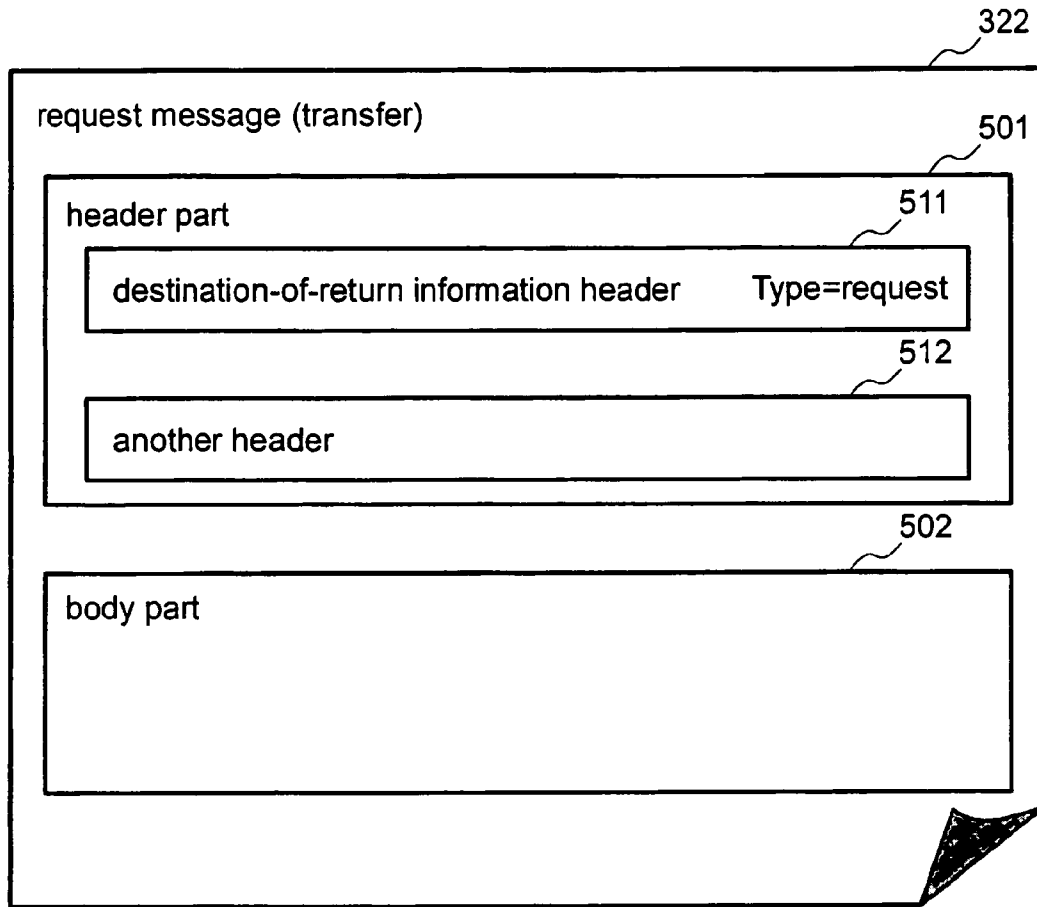 322
request message (transfer)
501
header part
511
destination-of-return information header Type=request
512
another header
502
body part